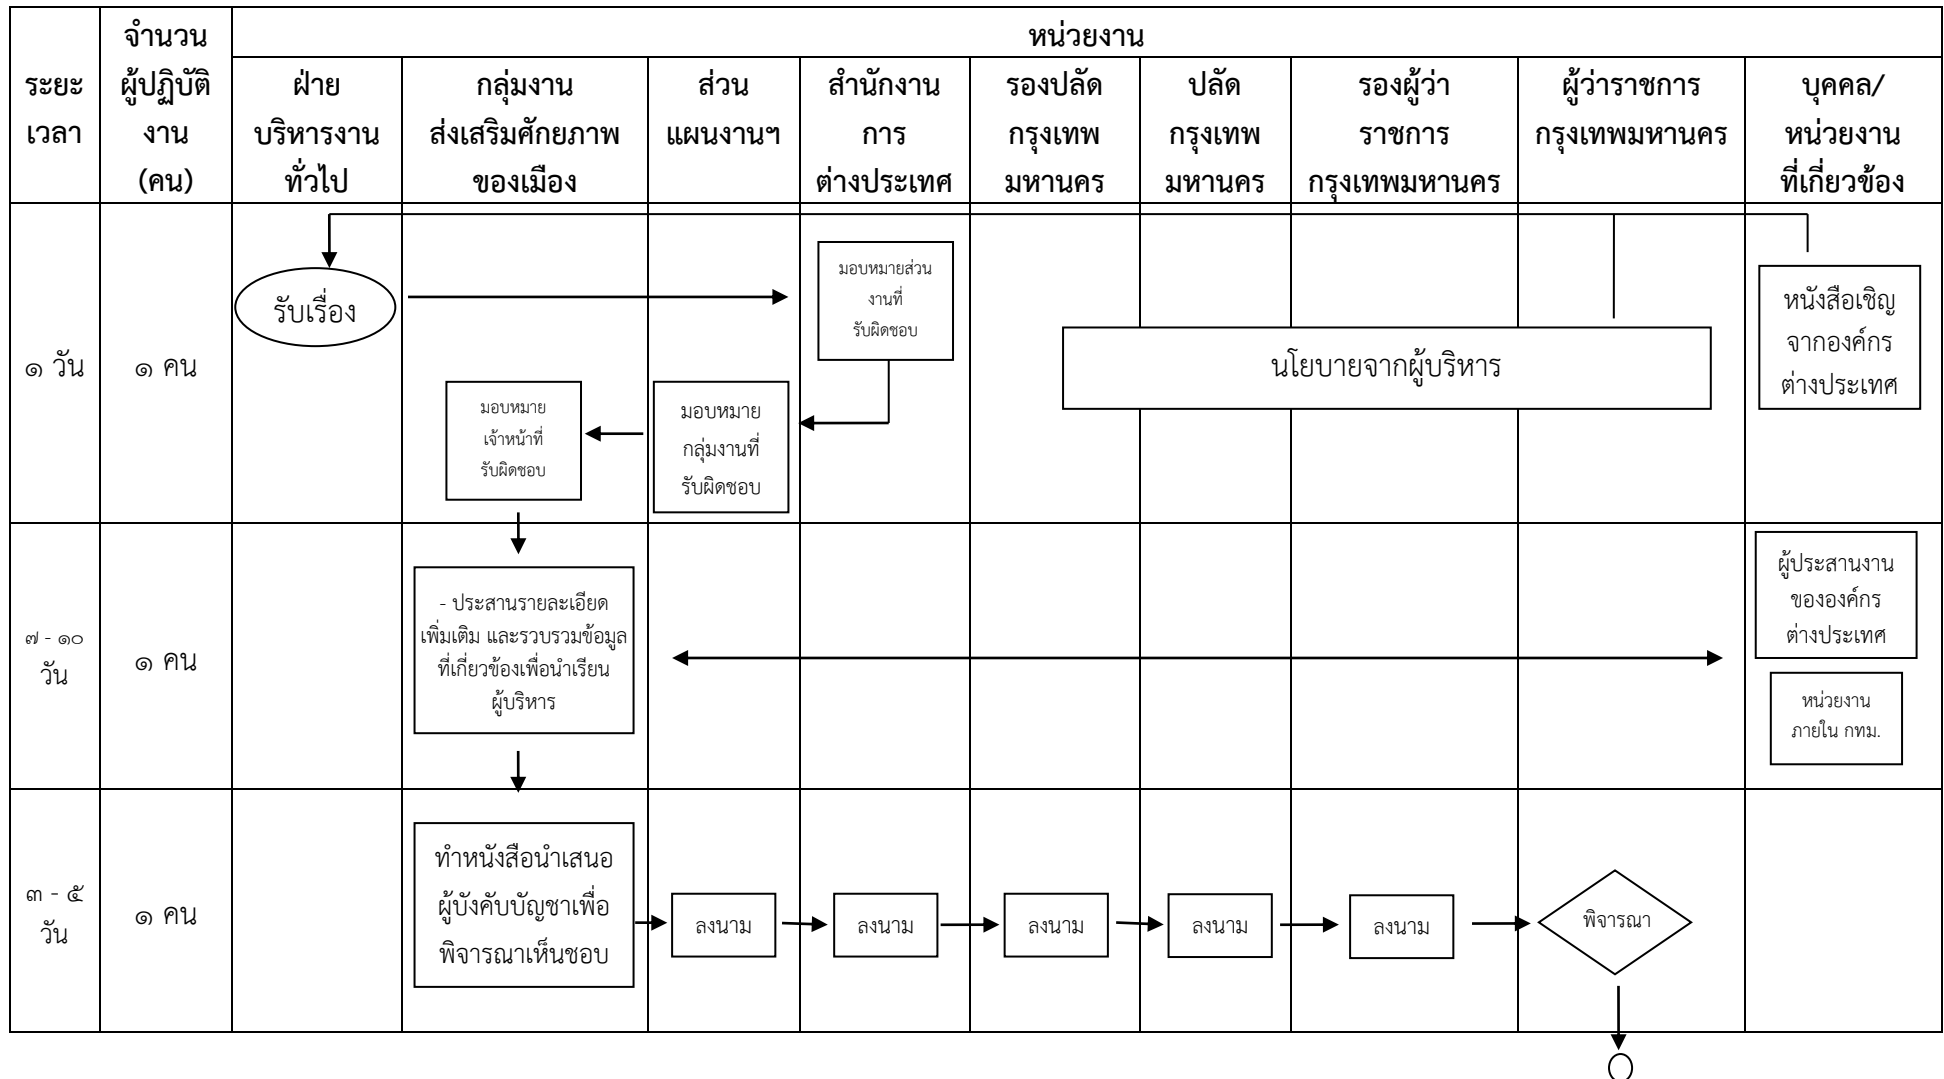 ระยะ
เวลา
จำนวน
ผู้ปฏิบัติ
งาน
(คน)
หน่วยงาน
ฝ่าย
บริหารงาน
ทั่วไป
กลุ่มงาน
ส่งเสริมศักยภาพ
ของเมือง
ส่วน
แผนงานฯ
สำนักงาน
การ
ต่างประเทศ
รองปลัด
กรุงเทพ
มหานคร
ปลัด
กรุงเทพ
มหานคร
รองผู้ว่า
ราชการ
กรุงเทพมหานคร
ผู้ว่าราชการ
กรุงเทพมหานคร
บุคคล/
หน่วยงาน
ที่เกี่ยวข้อง
๑ วัน
๑ คน
รับเรื่อง
มอบหมาย
เจ้าหน้าที่
รับผิดชอบ
มอบหมาย
กลุ่มงานที่
รับผิดชอบ
มอบหมายส่วน
งานที่
รับผิดชอบ
นโยบายจากผู้บริหาร
หนังสือเชิญ
จากองค์กร
ต่างประเทศ
๗ - ๑๐
วัน
๑ คน
- ประสานรายละเอียด
เพิ่มเติม และรวบรวมข้อมูล
ที่เกี่ยวข้องเพื่อนำเรียน
ผู้บริหาร
ผู้ประสานงาน
ขององค์กร
ต่างประเทศ
หน่วยงาน
ภายใน กทม.
๓ - ๕
วัน
๑ คน
ทำหนังสือนำเสนอ
ผู้บังคับบัญชาเพื่อ
พิจารณาเห็นชอบ
ลงนาม
ลงนาม
ลงนาม
ลงนาม
ลงนาม
พิจารณา